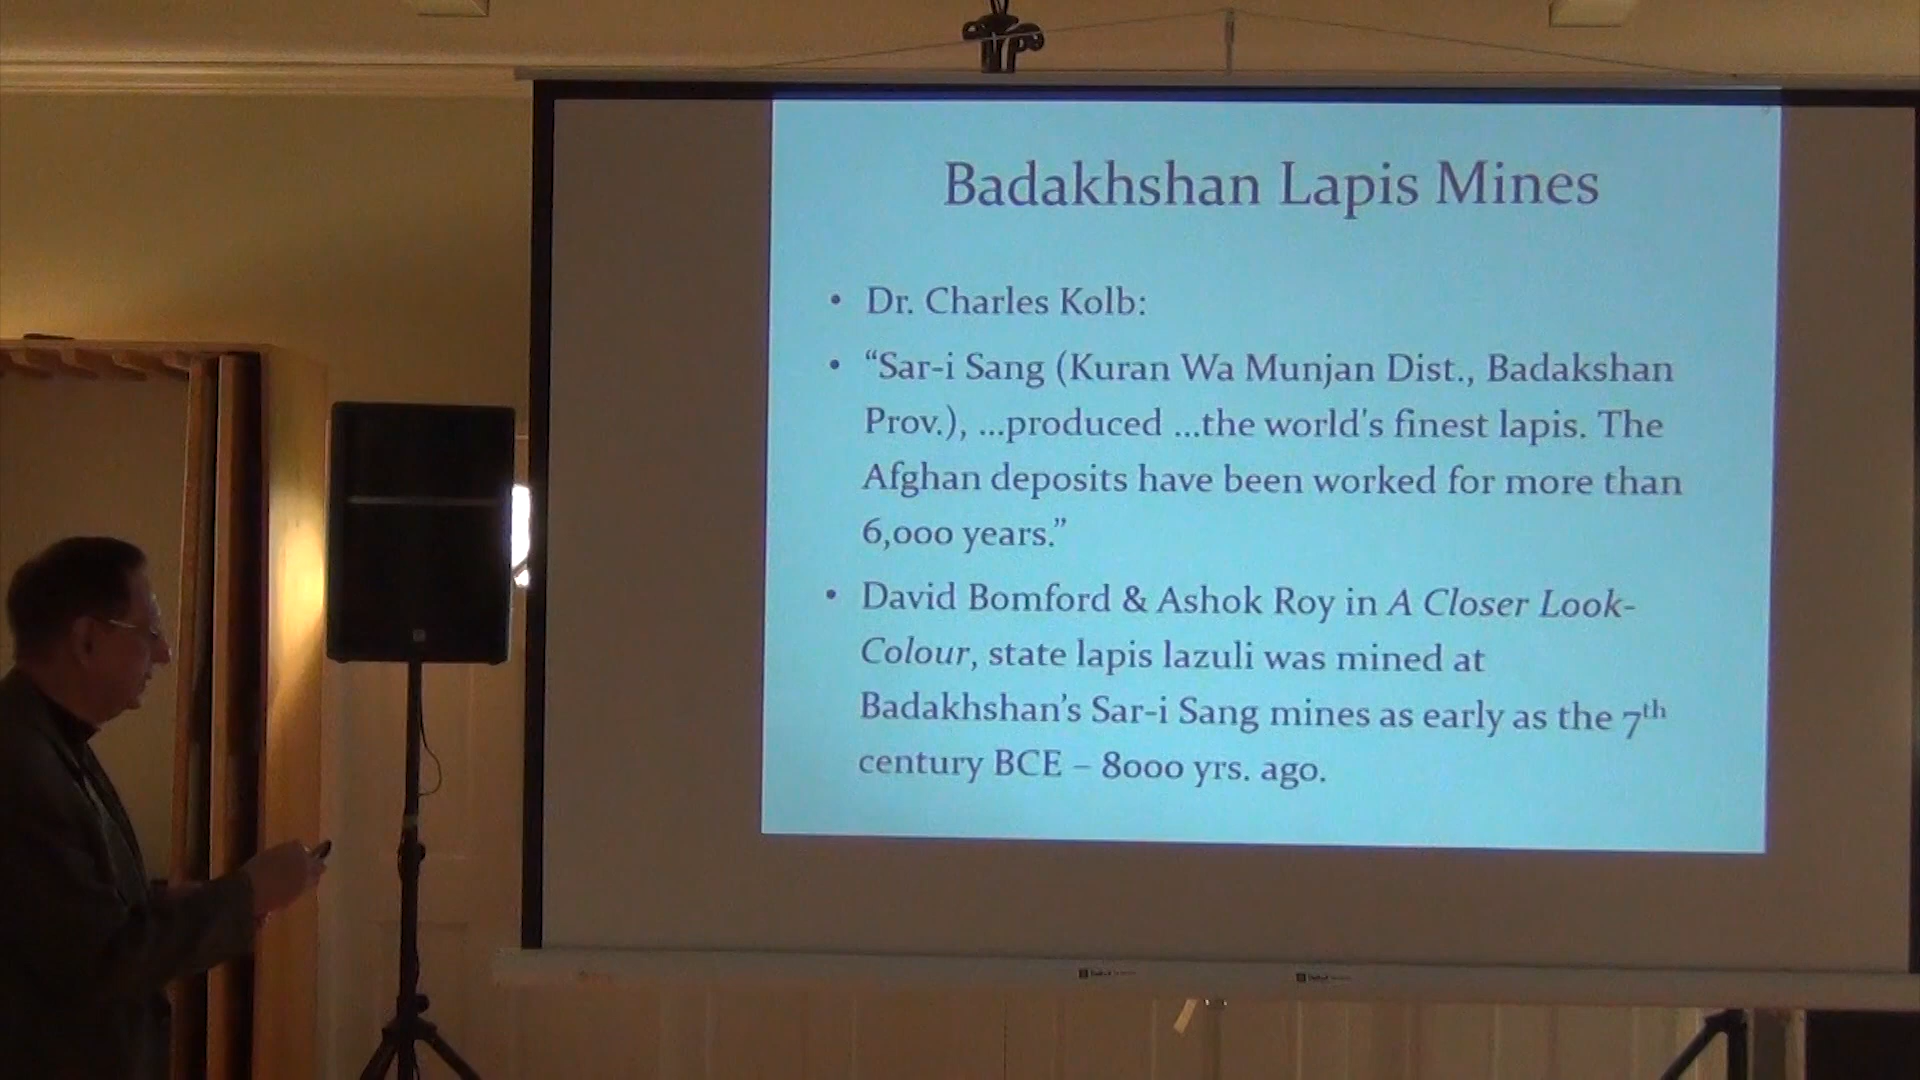 Badakhshan Lapis Mines
• Dr. Charles Kolb:
• “Sar-i Sang (Kuran Wa Munjan Dist., Badakshan
Prov.), ...produced ...the world's finest lapis. The
Afghan deposits have been worked for more than
6,000 years.”
• David Bomford & Ashok Roy in A Closer Look-
Colour, state lapis lazuli was mined at
Badakhshan’s Sar-i Sang mines as early as the 7th
century BCE – 8000 yrs. ago.